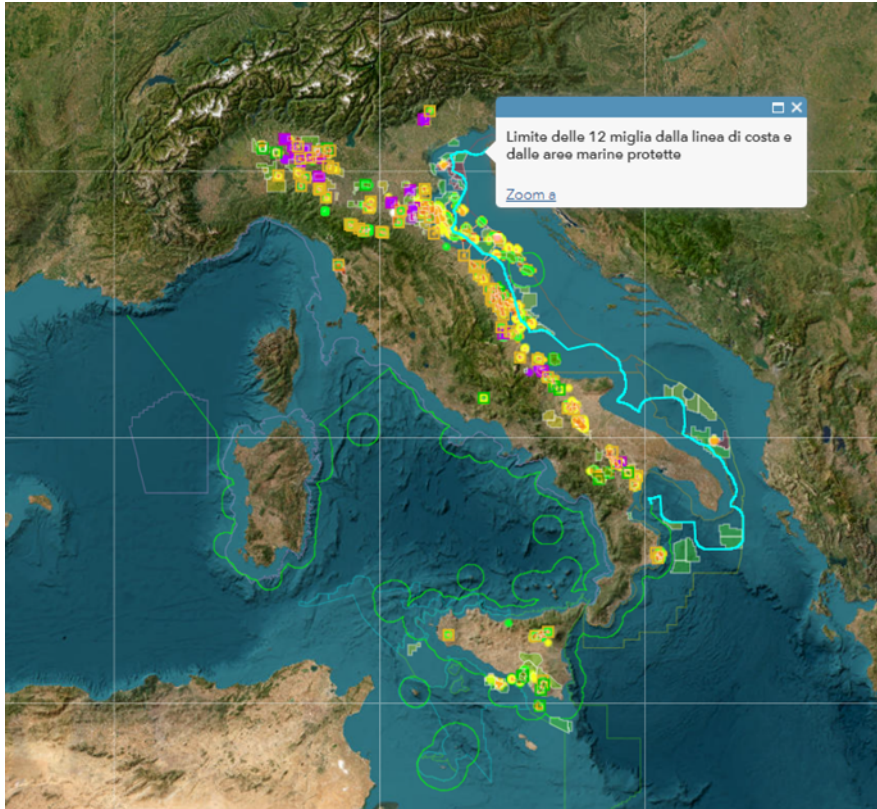 Limite delle 12 miglia dalla linea di costa e
dalle aree marine protette
Zoom a